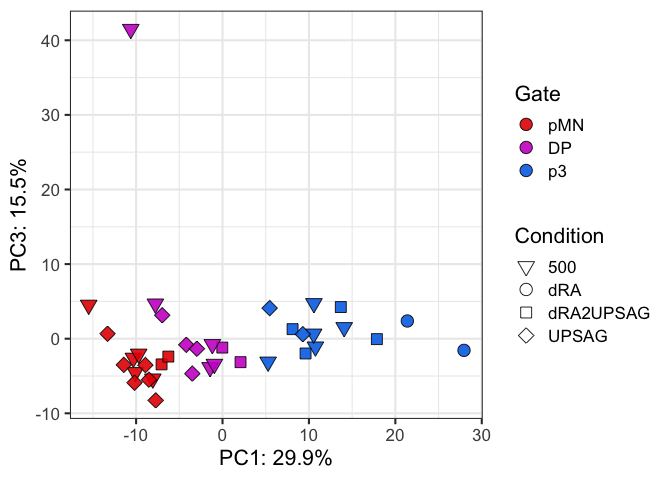 40
30
20
10
0
-10
-10
0
10
20
30
PC3: 15.5%
PC1: 29.9%
Gate
pMN
DP
p3
Condition
500
dRA
dRA2UPSAG
UPSAG